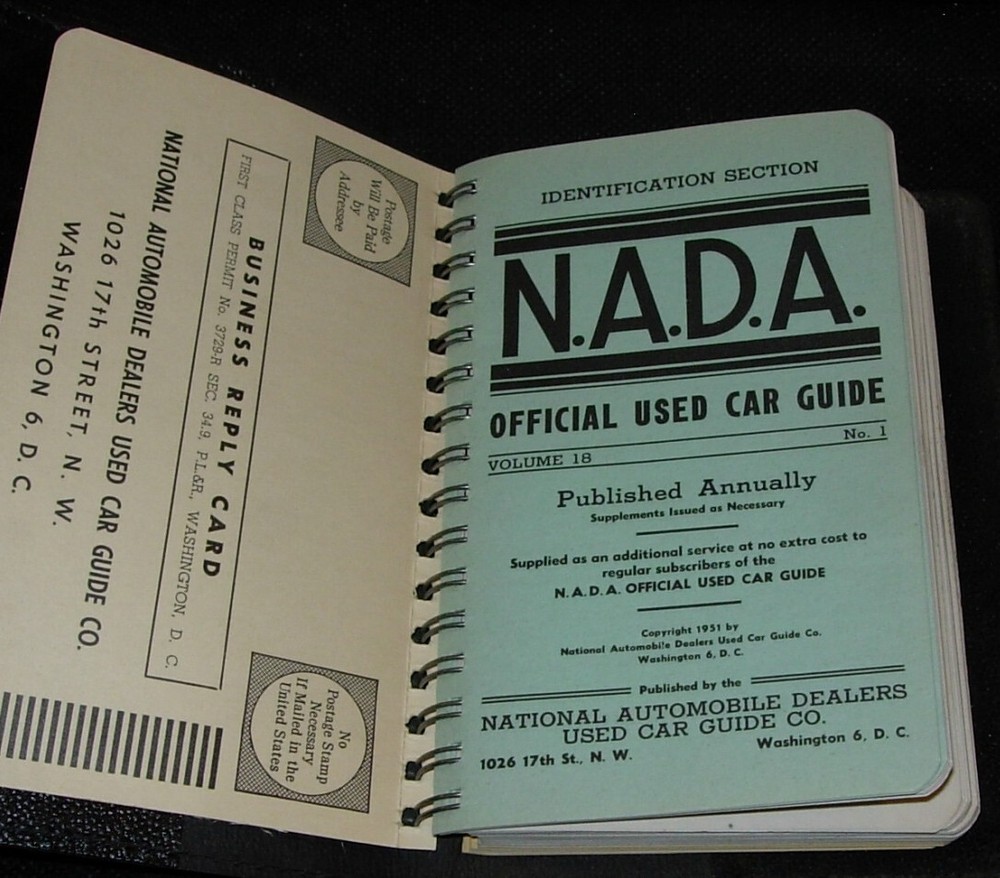 Postage
Will Be Paid
by
Addressee
No
Postage Stamp
Necessary
If Mailed in the
United States
BUSINESS REPLY CARD
FIRST CLASS PERMIT No. 3729-R SEC. 34.9, P.L.&R., WASHINGTON, D. C.
NATIONAL AUTOMOBILE DEALERS USED CAR GUIDE CO.
1026 17th STREET, N. W.
WASHINGTON 6, D. C.
IDENTIFICATION SECTION
N.A.D.A.
OFFICIAL USED CAR GUIDE
VOLUME 18 No. 1
Published Annually
Supplements Issued as Necessary
Supplied as an additional service at no extra cost to
regular subscribers of the
N.A.D.A. OFFICIAL USED CAR GUIDE
Copyright 1951 by
National Automobile Dealers Used Car Guide Co.
Washington 6, D. C.
Published by the
NATIONAL AUTOMOBILE DEALERS
USED CAR GUIDE CO.
1026 17th St., N. W. Washington 6, D. C.